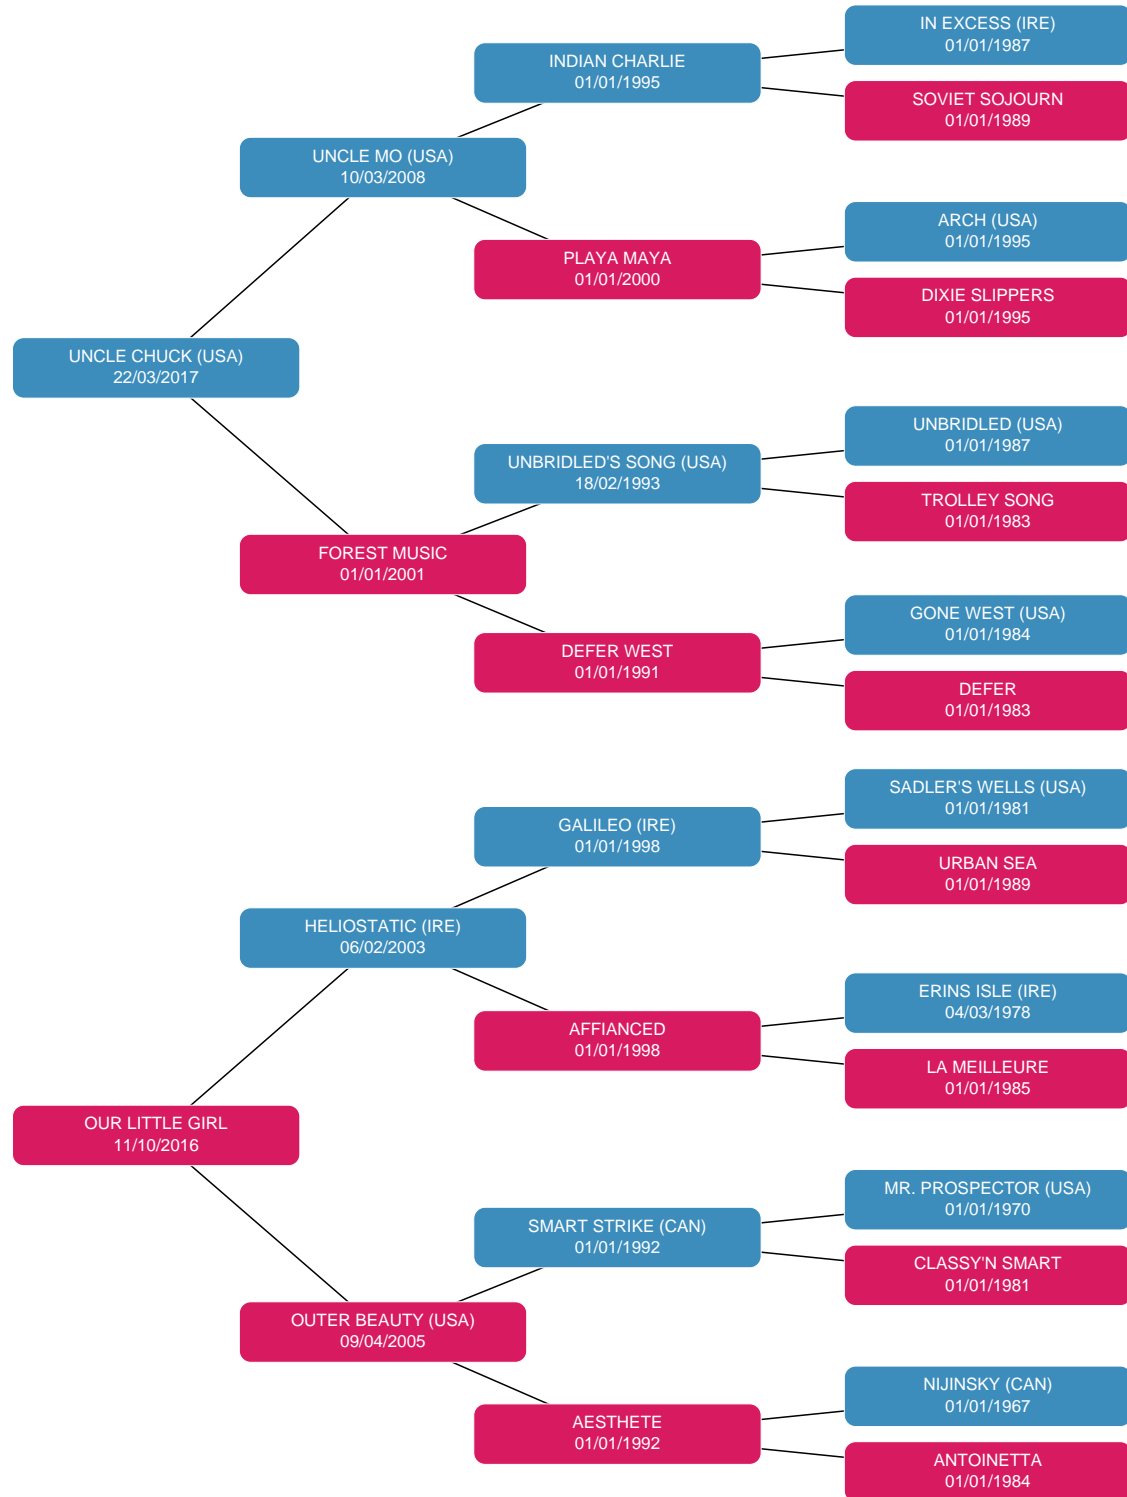 IN EXCESS (IRE)
01/01/1987
INDIAN CHARLIE
01/01/1995
SOVIET SOJOURN
01/01/1989
UNCLE MO (USA)
10/03/2008
ARCH (USA)
01/01/1995
PLAYA MAYA
01/01/2000
DIXIE SLIPPERS
01/01/1995
UNCLE CHUCK (USA)
22/03/2017
UNBRIDLED (USA)
01/01/1987
UNBRIDLED'S SONG (USA)
18/02/1993
TROLLEY SONG
01/01/1983
FOREST MUSIC
01/01/2001
GONE WEST (USA)
01/01/1984
DEFER WEST
01/01/1991
DEFER
01/01/1983
SADLER'S WELLS (USA)
01/01/1981
GALILEO (IRE)
01/01/1998
URBAN SEA
01/01/1989
HELIOSTATIC (IRE)
06/02/2003
ERINS ISLE (IRE)
04/03/1978
AFFIANCED
01/01/1998
LA MEILLEURE
01/01/1985
OUR LITTLE GIRL
11/10/2016
MR. PROSPECTOR (USA)
01/01/1970
SMART STRIKE (CAN)
01/01/1992
CLASSY'N SMART
01/01/1981
OUTER BEAUTY (USA)
09/04/2005
NIJINSKY (CAN)
01/01/1967
AESTHETE
01/01/1992
ANTOINETTA
01/01/1984